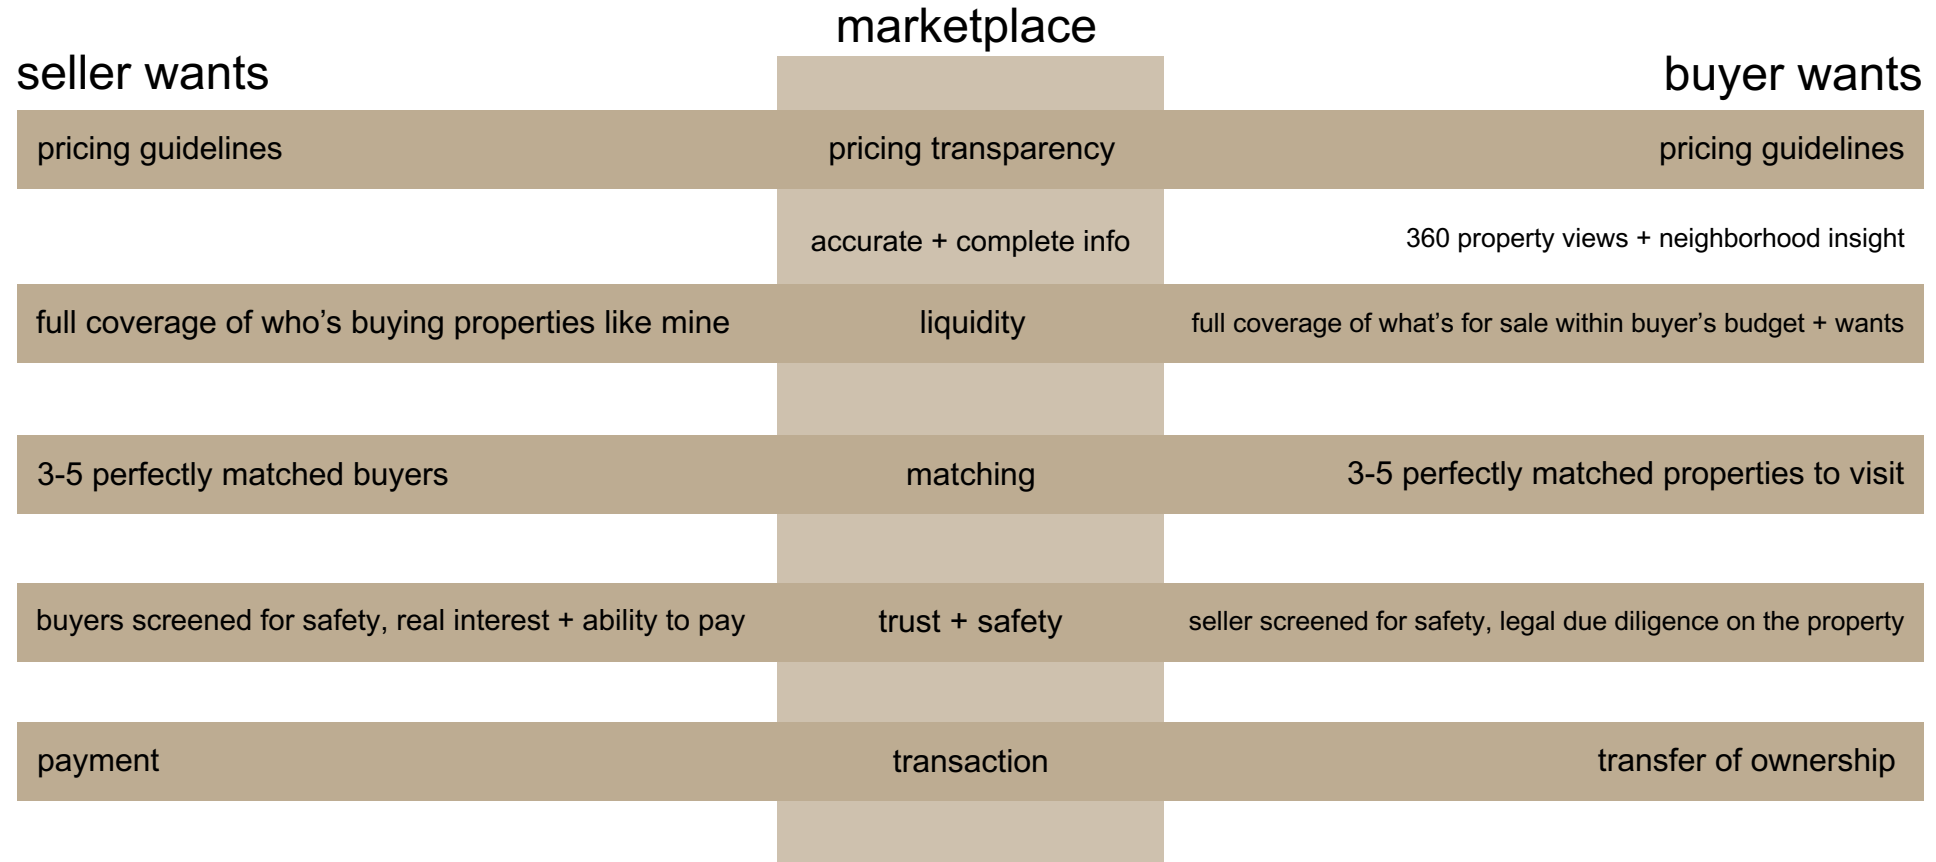 marketplace
seller wants
buyer wants
pricing guidelines
pricing transparency
pricing guidelines
accurate + complete info
360 property views + neighborhood insight
full coverage of who’s buying properties like mine
liquidity
full coverage of what’s for sale within buyer’s budget + wants
3-5 perfectly matched buyers
matching
3-5 perfectly matched properties to visit
buyers screened for safety, real interest + ability to pay
trust + safety
seller screened for safety, legal due diligence on the property
payment
transaction
transfer of ownership